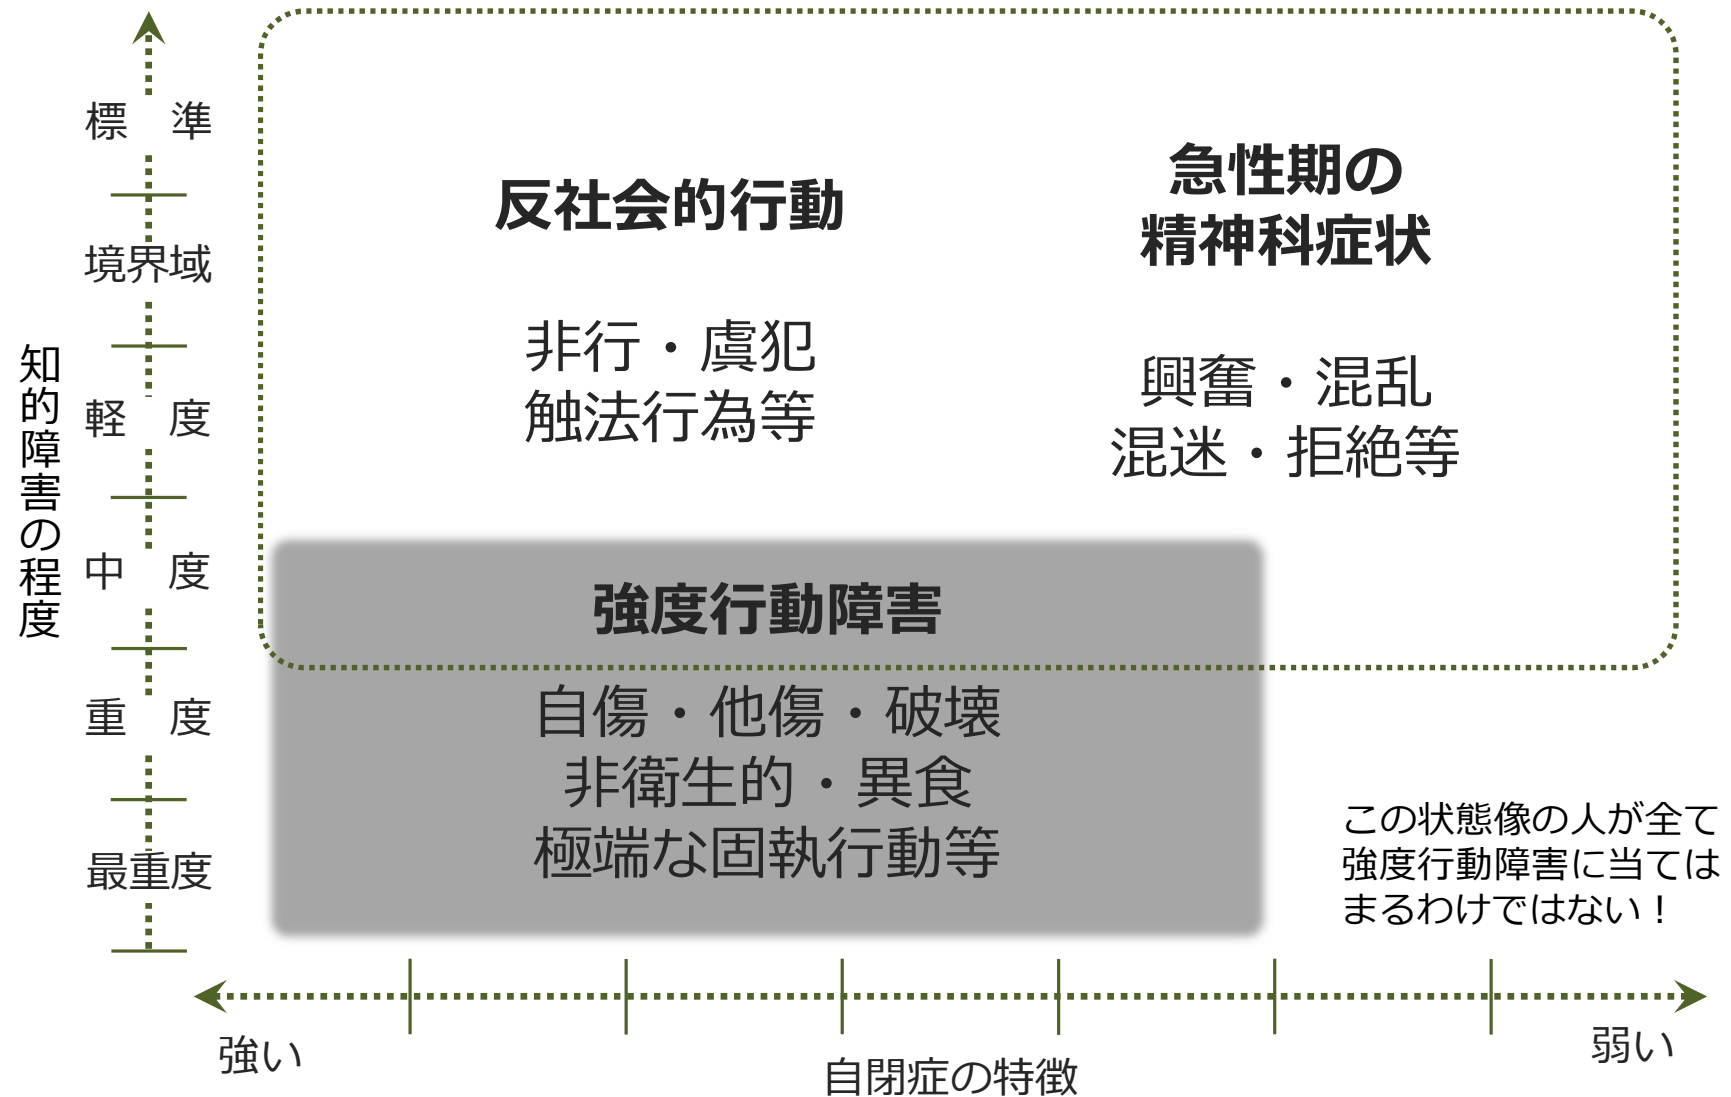 知的障害の程度
標　準
境界域
軽　度
中　度
重　度
最重度
反社会的行動
非行・虞犯
触法行為等
急性期の
精神科症状
興奮・混乱
混迷・拒絶等
強度行動障害
自傷・他傷・破壊
非衛生的・異食
極端な固執行動等
この状態像の人が全て
強度行動障害に当ては
まるわけではない！
強い
自閉症の特徴
弱い